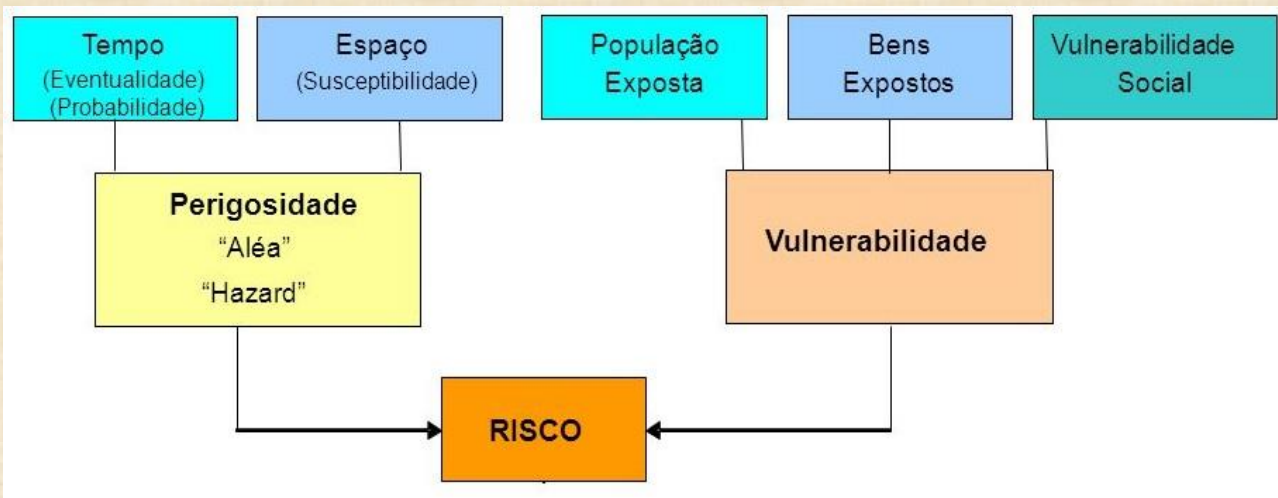 Tempo
(Eventualidade)
(Probabilidade)
Espaço
(Susceptibilidade)
População
Exposta
Bens
Expostos
Vulnerabilidade
Social
Perigosidade
“Aléa”
“Hazard”
Vulnerabilidade
RISCO